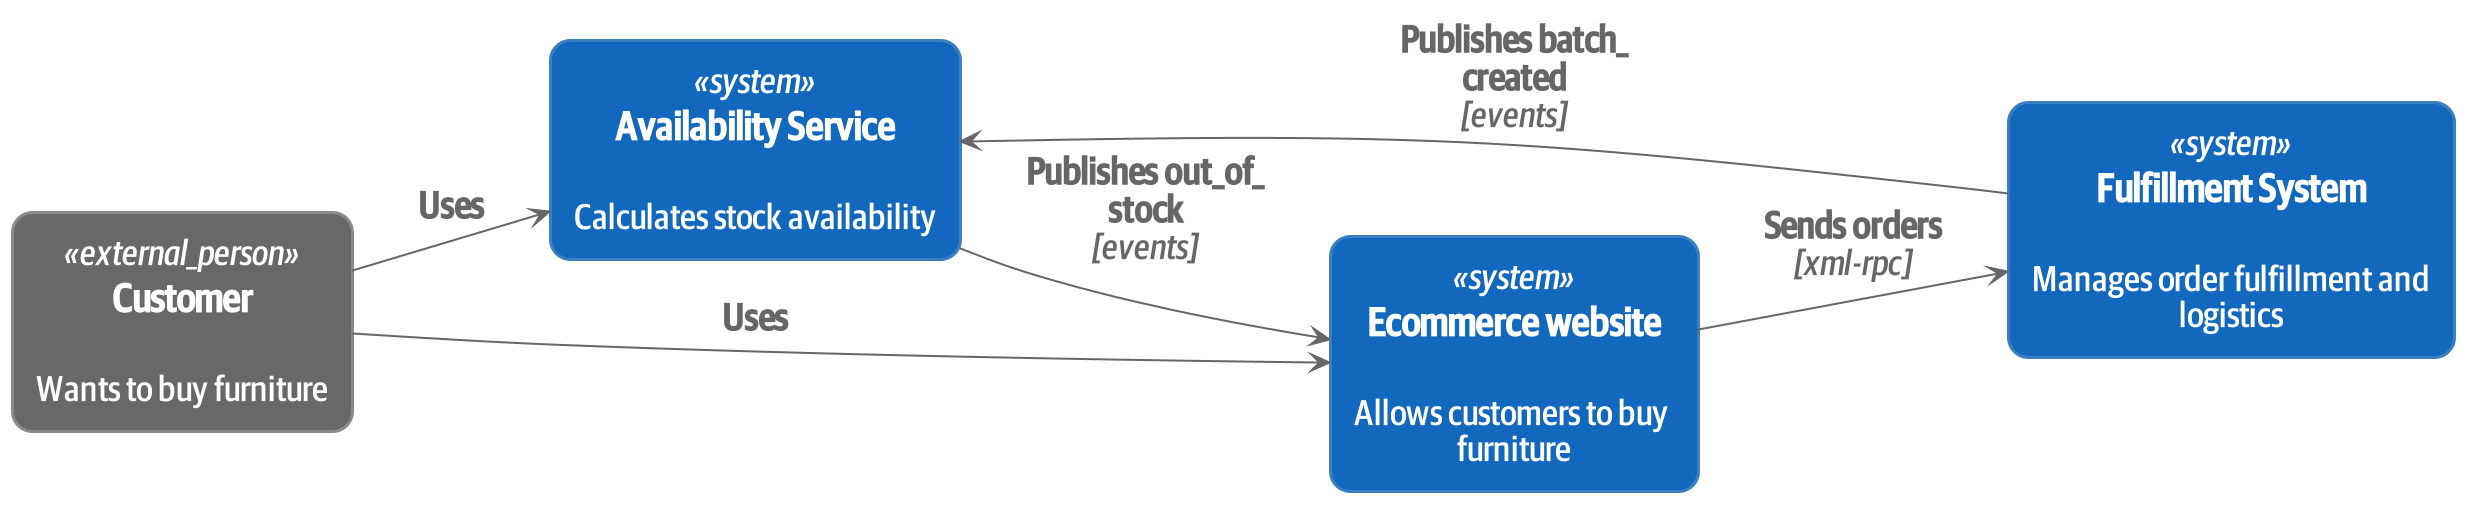 «external_person»
Customer
Wants to buy furniture
Uses
Uses
«system»
Availability Service
Calculates stock availability
Publishes out_of_
stock
[events]
Publishes batch_
created
[events]
«system»
Ecommerce website
Allows customers to buy
furniture
Sends orders
[xml-rpc]
«system»
Fulfillment System
Manages order fulfillment and
logistics